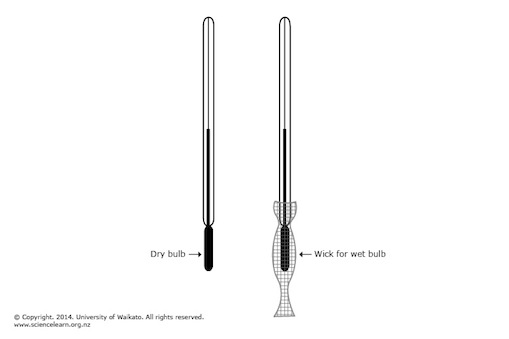 Dry bulb
Wick for wet bulb
© Copyright. 2014. University of Waikato. All rights reserved.
www.sciencelearn.org.nz